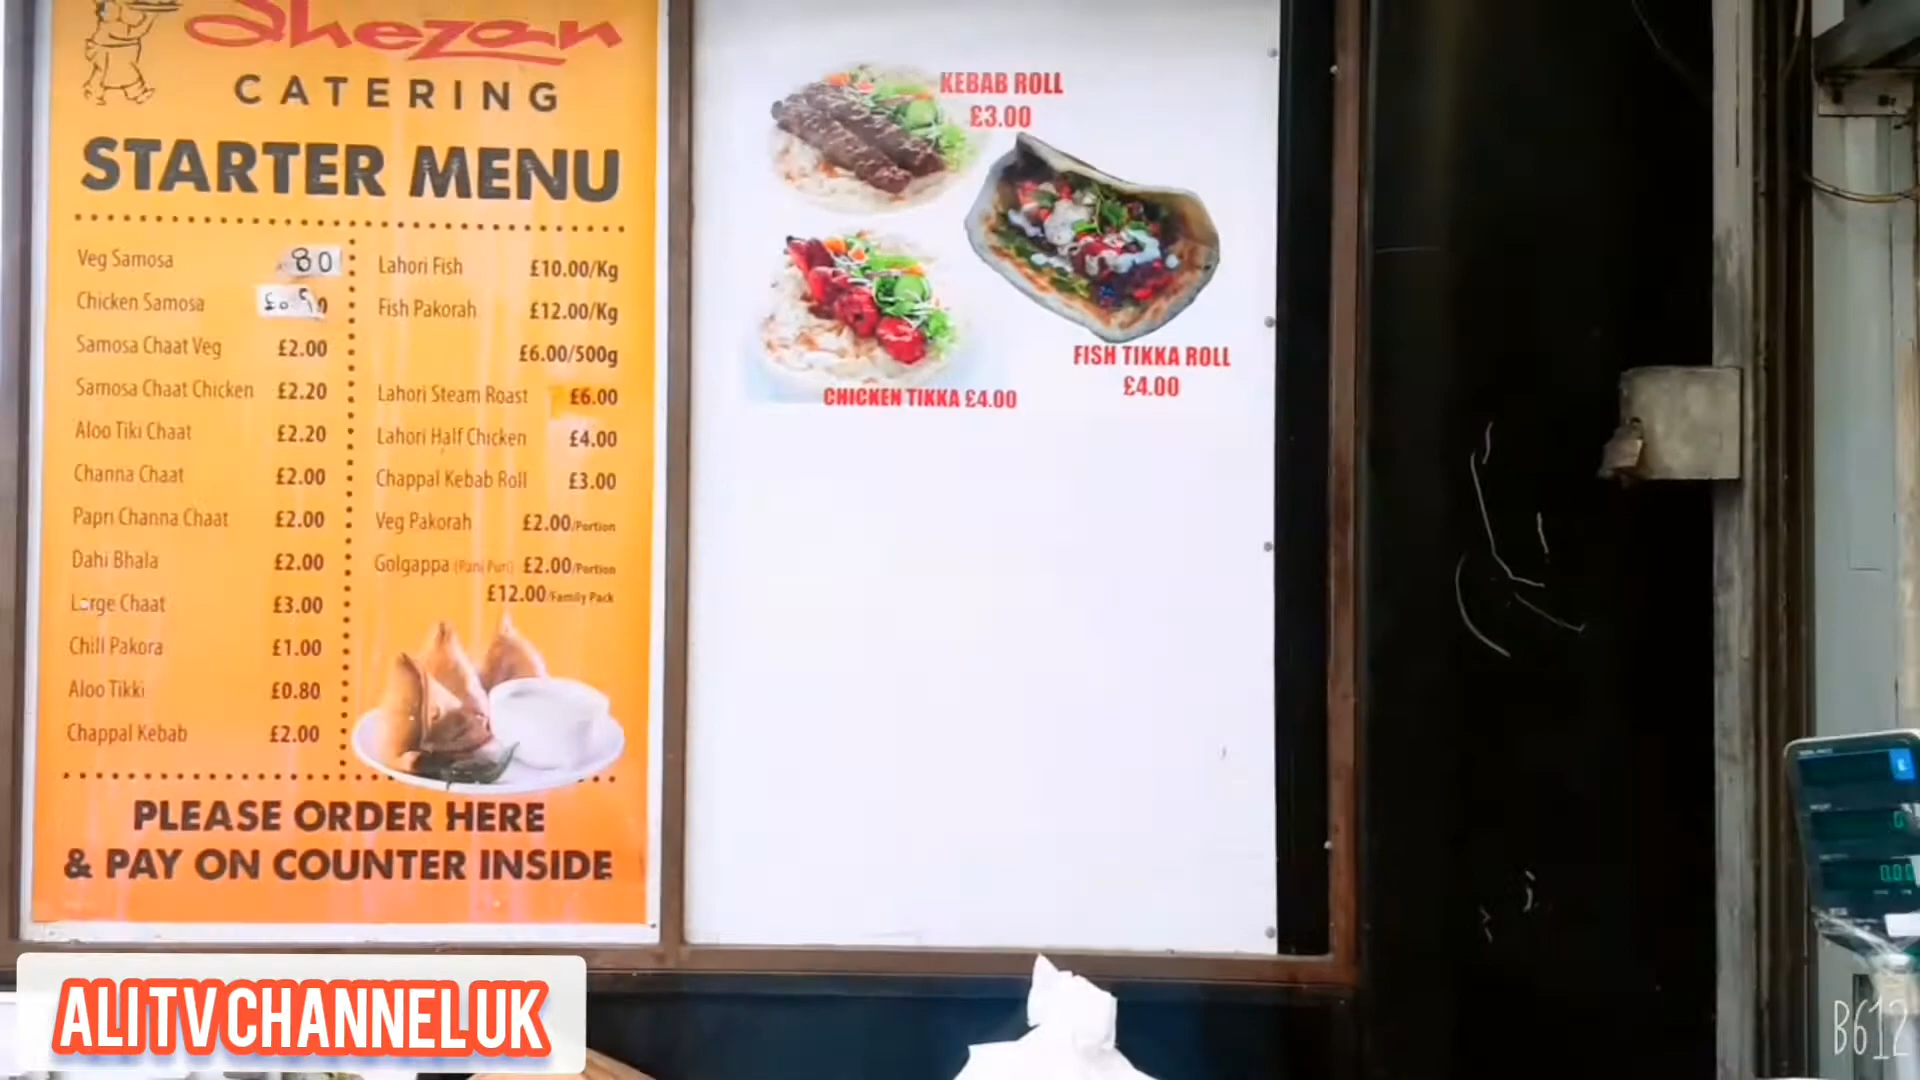 Shezan
CATERING
STARTER MENU
Veg Samosa 80
Chicken Samosa
Samosa Chaat Veg £2.00
Samosa Chaat Chicken £2.20
Aloo Tiki Chaat £2.20
Channa Chaat £2.00
Papri Channa Chaat £2.00
Dahi Bhala £2.00
Large Chaat £3.00
Chilli Pakora £1.00
Aloo Tikki £0.80
Chappal Kebab £2.00
Lahori Fish £10.00/Kg
Fish Pakorah £12.00/Kg
£6.00/500g
Lahori Steam Roast £6.00
Lahori Half Chicken £4.00
Chappal Kebab Roll £3.00
Veg Pakorah £2.00/Portion
Golgappa (Pani Puri) £2.00/Portion
£12.00/Family Pack
PLEASE ORDER HERE
& PAY ON COUNTER INSIDE
KEBAB ROLL
£3.00
FISH TIKKA ROLL
£4.00
CHICKEN TIKKA £4.00
ALI TV CHANNEL UK
B612